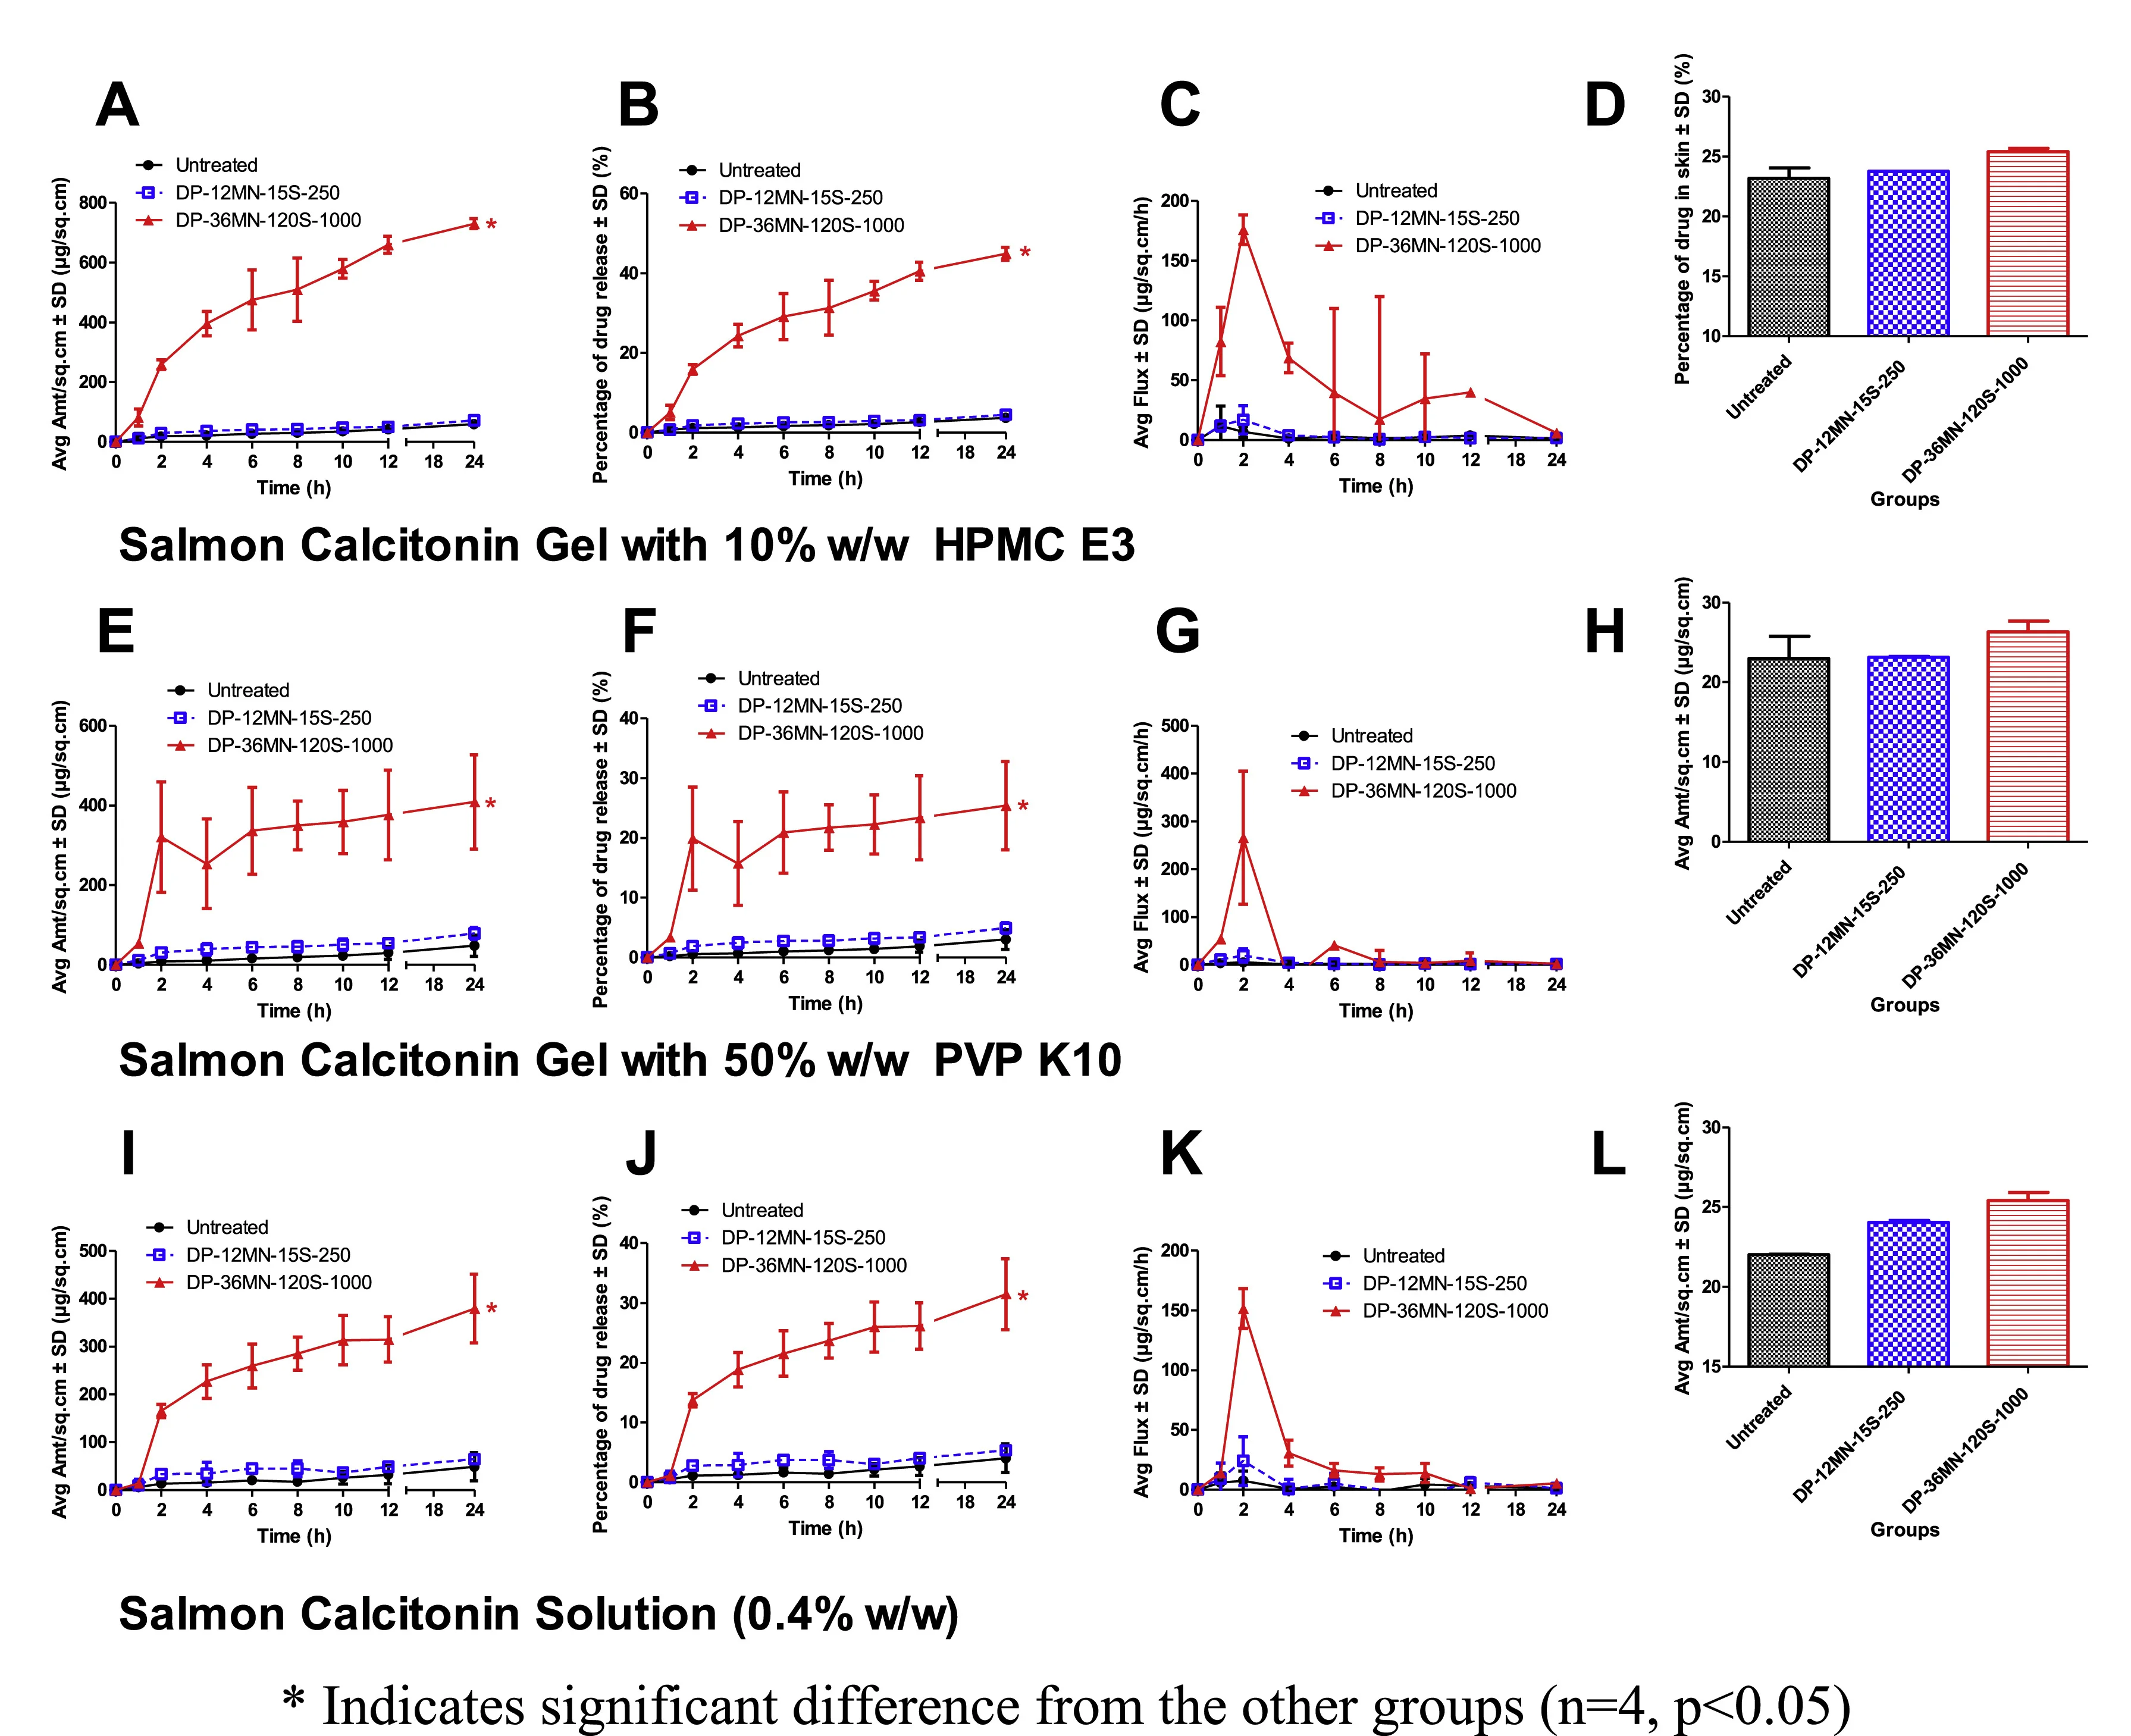 A
Avg Amt/sq.cm ± SD (µg/sq.cm)
Untreated
DP-12MN-15S-250
DP-36MN-120S-1000
800
600
400
200
0
*
0 2 4 6 8 10 12 18 24
Time (h)
B
Percentage of drug release ± SD (%)
Untreated
DP-12MN-15S-250
DP-36MN-120S-1000
60
40
20
0
*
0 2 4 6 8 10 12 18 24
Time (h)
C
Avg Flux ± SD (µg/sq.cm/h)
Untreated
DP-12MN-15S-250
DP-36MN-120S-1000
200
150
100
50
0
0 2 4 6 8 10 12 18 24
Time (h)
D
Percentage of drug in skin ± SD (%)
30
25
20
15
10
Untreated
DP-12MN-15S-250
DP-36MN-120S-1000
Groups
Salmon Calcitonin Gel with 10% w/w HPMC E3
E
Avg Amt/sq.cm ± SD (µg/sq.cm)
Untreated
DP-12MN-15S-250
DP-36MN-120S-1000
600
400
200
0
*
0 2 4 6 8 10 12 18 24
Time (h)
F
Percentage of drug release ± SD (%)
Untreated
DP-12MN-15S-250
DP-36MN-120S-1000
40
30
20
10
0
*
0 2 4 6 8 10 12 18 24
Time (h)
G
Avg Flux ± SD (µg/sq.cm/h)
Untreated
DP-12MN-15S-250
DP-36MN-120S-1000
500
400
300
200
100
0
0 2 4 6 8 10 12 18 24
Time (h)
H
Avg Amt/sq.cm ± SD (µg/sq.cm)
30
20
10
0
Untreated
DP-12MN-15S-250
DP-36MN-120S-1000
Groups
Salmon Calcitonin Gel with 50% w/w PVP K10
I
Avg Amt/sq.cm ± SD (µg/sq.cm)
Untreated
DP-12MN-15S-250
DP-36MN-120S-1000
500
400
300
200
100
0
*
0 2 4 6 8 10 12 18 24
Time (h)
J
Percentage of drug release ± SD (%)
Untreated
DP-12MN-15S-250
DP-36MN-120S-1000
40
30
20
10
0
*
0 2 4 6 8 10 12 18 24
Time (h)
K
Avg Flux ± SD (µg/sq.cm/h)
Untreated
DP-12MN-15S-250
DP-36MN-120S-1000
200
150
100
50
0
0 2 4 6 8 10 12 18 24
Time (h)
L
Avg Amt/sq.cm ± SD (µg/sq.cm)
30
25
20
15
Untreated
DP-12MN-15S-250
DP-36MN-120S-1000
Groups
Salmon Calcitonin Solution (0.4% w/w)
* Indicates significant difference from the other groups (n=4, p<0.05)